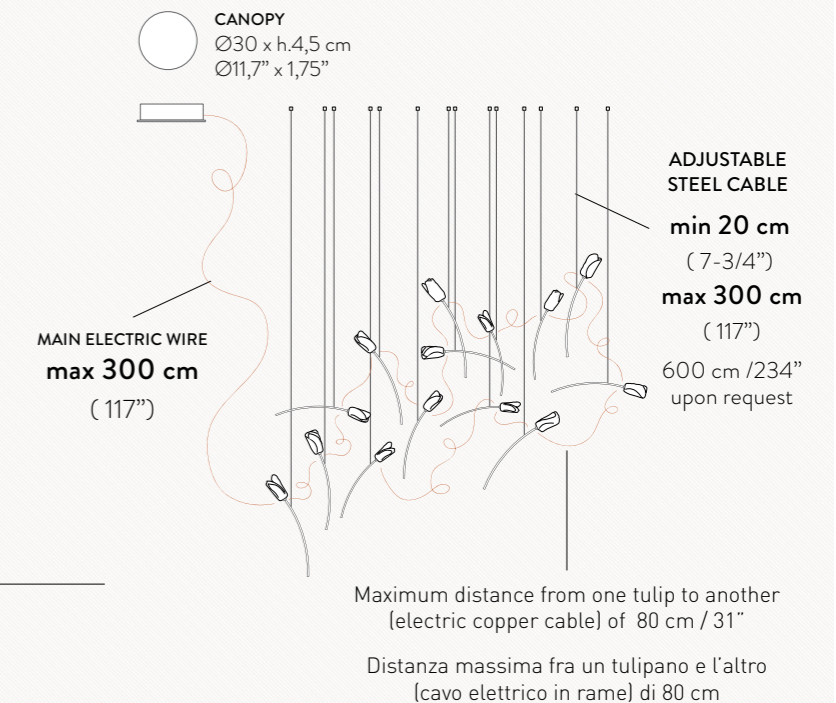 CANOPY
Ø30 x h.4,5 cm
Ø11,7” x 1,75”
ADJUSTABLE
STEEL CABLE
min 20 cm
( 7-3/4”)
max 300 cm
( 117”)
600 cm /234”
upon request
MAIN ELECTRIC WIRE
max 300 cm
( 117”)
Maximum distance from one tulip to another
(electric copper cable) of 80 cm / 31”
Distanza massima fra un tulipano e l’altro
(cavo elettrico in rame) di 80 cm